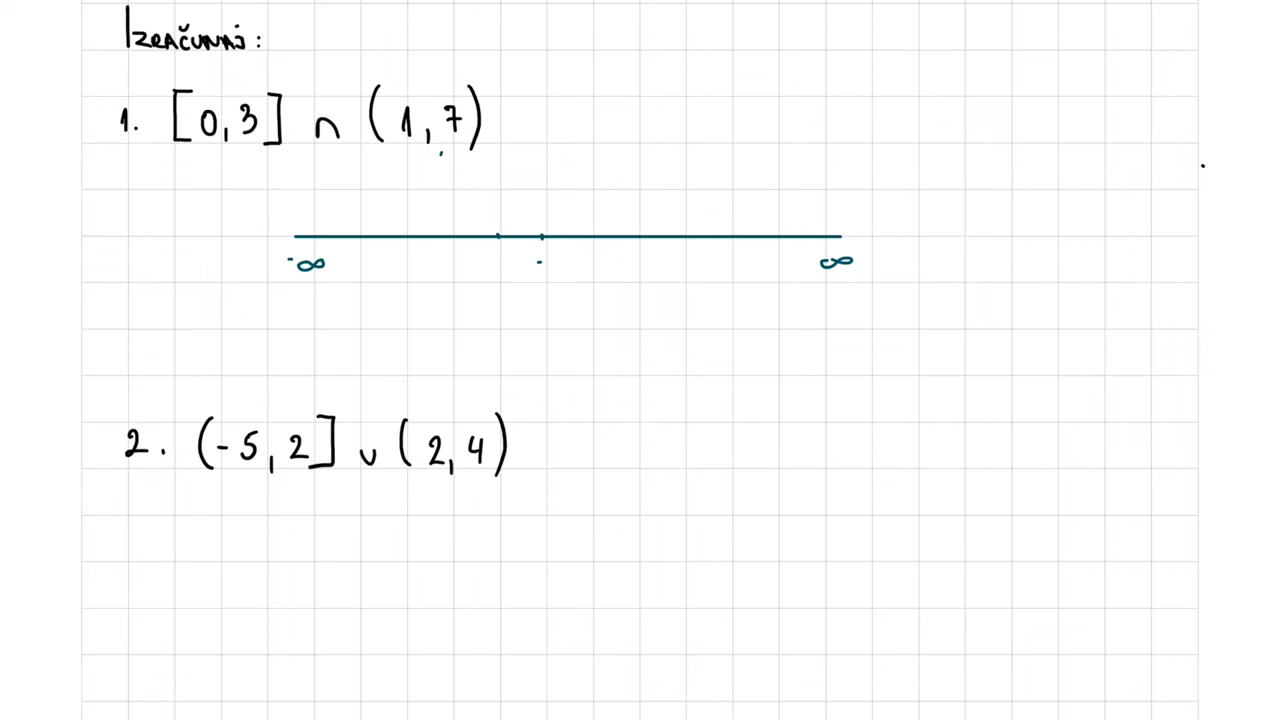 Izračunaj:
1. [0,3] ∩ (1,7)
-∞ ∞
2. (-5,2] ∪ (2,4)